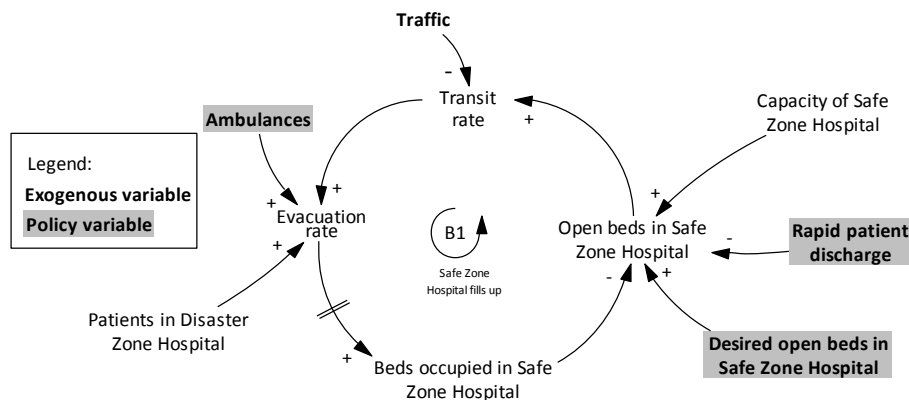 Traffic
-
Transit
rate
+
Capacity of Safe
Zone Hospital
Ambulances
Legend:
Exogenous variable
Policy variable
+
+
+
Evacuation
rate
+
B1
Safe Zone
Hospital fills up
+
Open beds in Safe
Zone Hospital
-
-
+
Rapid patient
discharge
Patients in Disaster
Zone Hospital
Desired open beds in
Safe Zone Hospital
+
Beds occupied in Safe
Zone Hospital